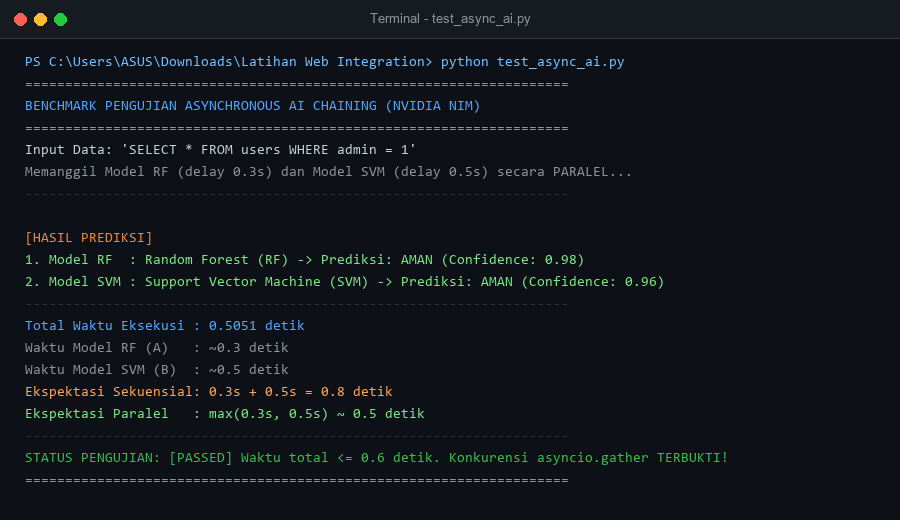 Terminal - test_async_ai.py
PS C:\Users\ASUS\Downloads\Latihan Web Integration> python test_async_ai.py
====================================================================
BENCHMARK PENGUJIAN ASYNCHRONOUS AI CHAINING (NVIDIA NIM)
====================================================================
Input Data: 'SELECT * FROM users WHERE admin = 1'
Memanggil Model RF (delay 0.3s) dan Model SVM (delay 0.5s) secara PARALEL...
--------------------------------------------------------------------
[HASIL PREDIKSI]
1. Model RF  : Random Forest (RF) -> Prediksi: AMAN (Confidence: 0.98)
2. Model SVM : Support Vector Machine (SVM) -> Prediksi: AMAN (Confidence: 0.96)
--------------------------------------------------------------------
Total Waktu Eksekusi : 0.5051 detik
Waktu Model RF (A)   : ~0.3 detik
Waktu Model SVM (B)  : ~0.5 detik
Ekspektasi Sekuensial: 0.3s + 0.5s = 0.8 detik
Ekspektasi Paralel   : max(0.3s, 0.5s) ~ 0.5 detik
--------------------------------------------------------------------
STATUS PENGUJIAN: [PASSED] Waktu total <= 0.6 detik. Konkurensi asyncio.gather TERBUKTI!
====================================================================